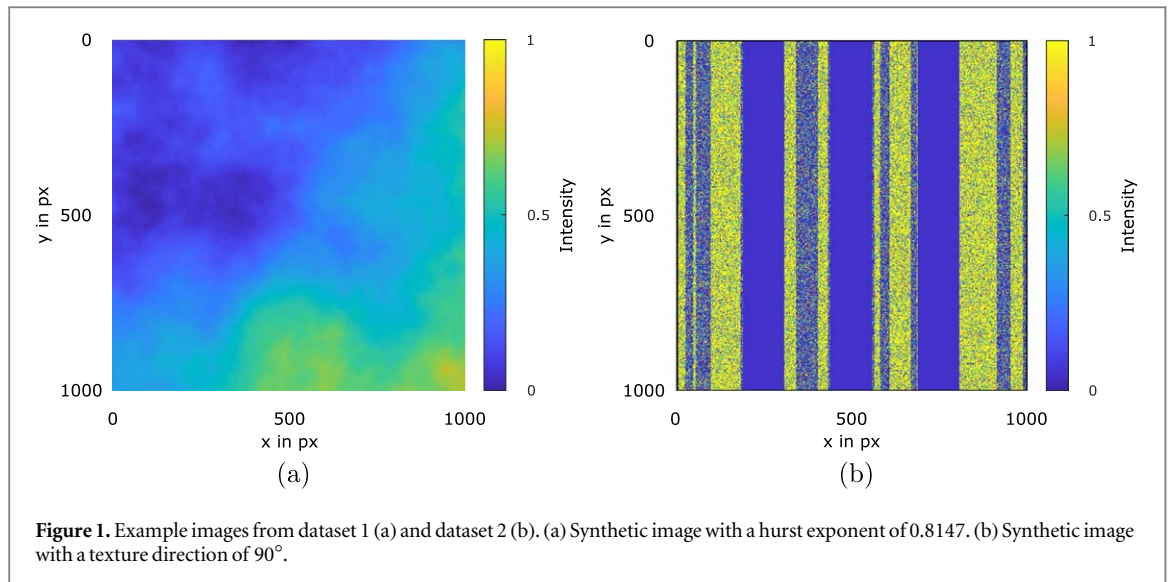 0
500
1000
y in px
0
500
1000
x in px
1
0.5
0
Intensity
(a)
0
500
1000
y in px
0
500
1000
x in px
1
0.5
0
Intensity
(b)
Figure 1. Example images from dataset 1 (a) and dataset 2 (b). (a) Synthetic image with a hurst exponent of 0.8147. (b) Synthetic image
with a texture direction of 90°.